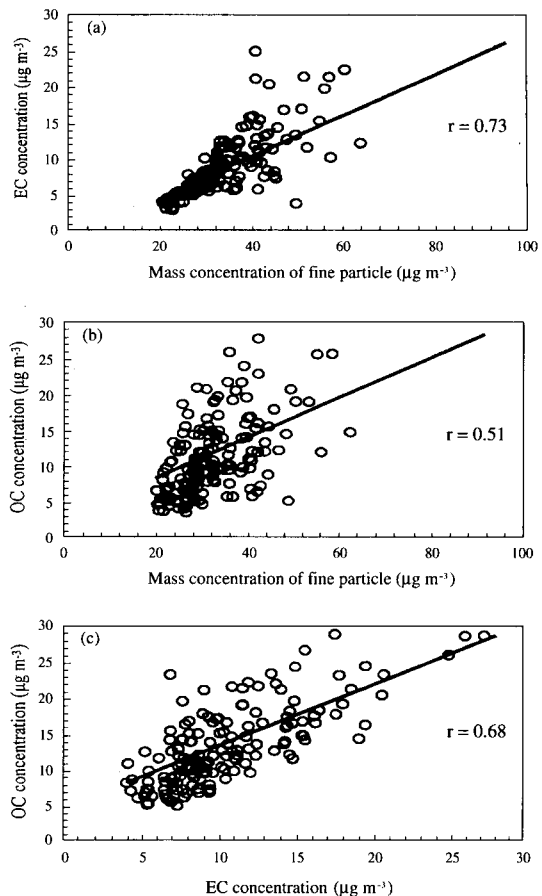 (a)
EC concentration (μg m⁻³)
30
25
20
15
10
5
0
r = 0.73
0 20 40 60 80 100
Mass concentration of fine particle (μg m⁻³)
(b)
OC concentration (μg m⁻³)
30
25
20
15
10
5
0
r = 0.51
0 20 40 60 80 100
Mass concentration of fine particle (μg m⁻³)
(c)
OC concentration (μg m⁻³)
30
25
20
15
10
5
0
r = 0.68
0 5 10 15 20 25 30
EC concentration (μg m⁻³)